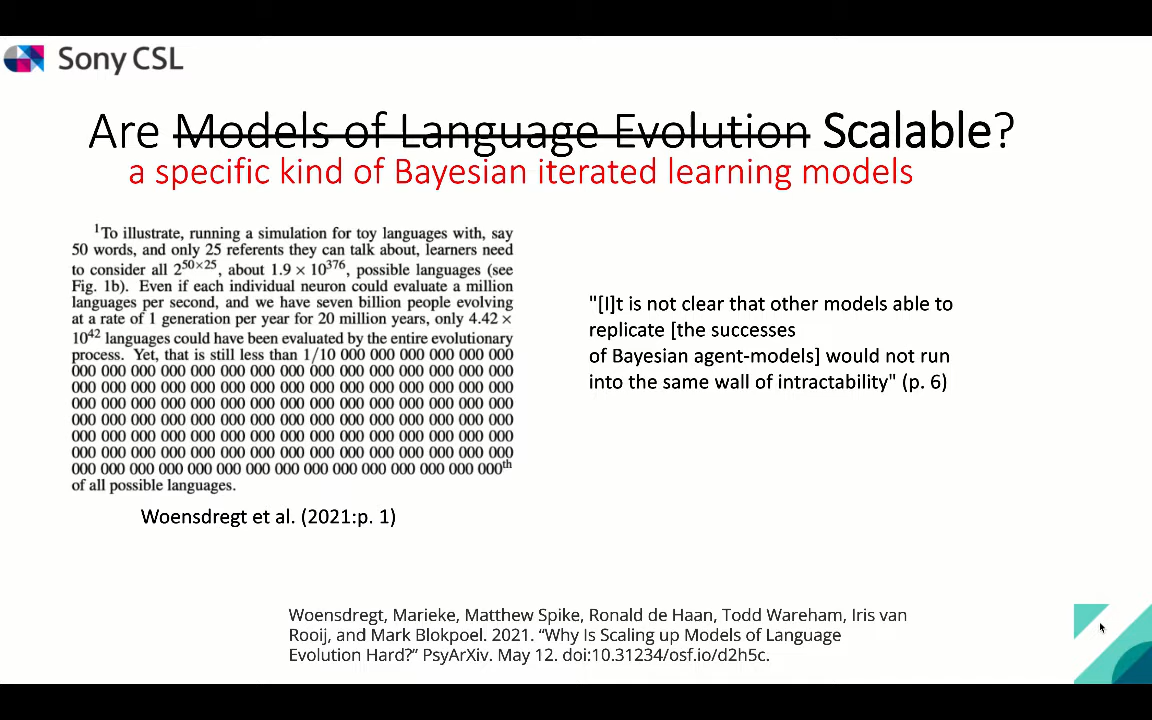 Sony CSL
Are Models of Language Evolution Scalable?
a specific kind of Bayesian iterated learning models
¹To illustrate, running a simulation for toy languages with, say
50 words, and only 25 referents they can talk about, learners need
to consider all 2⁵⁰ˣ²⁵, about 1.9 × 10³⁷⁶, possible languages (see
Fig. 1b). Even if each individual neuron could evaluate a million
languages per second, and we have seven billion people evolving
at a rate of 1 generation per year for 20 million years, only 4.42 ×
10⁴² languages could have been evaluated by the entire evolutionary
process. Yet, that is still less than 1/10 000 000 000 000 000 000
000 000 000 000 000 000 000 000 000 000 000 000 000 000 000
000 000 000 000 000 000 000 000 000 000 000 000 000 000 000
000 000 000 000 000 000 000 000 000 000 000 000 000 000 000
000 000 000 000 000 000 000 000 000 000 000 000 000 000 000
000 000 000 000 000 000 000 000 000 000 000 000 000 000 000
000 000 000 000 000 000 000 000 000 000 000 000 000 000 000
000 000 000 000 000 000 000 000 000 000 000 000 000 000 000th
of all possible languages.
Woensdregt et al. (2021:p. 1)
"[I]t is not clear that other models able to
replicate [the successes
of Bayesian agent-models] would not run
into the same wall of intractability" (p. 6)
Woensdregt, Marieke, Matthew Spike, Ronald de Haan, Todd Wareham, Iris van
Rooij, and Mark Blokpoel. 2021. “Why Is Scaling up Models of Language
Evolution Hard?” PsyArXiv. May 12. doi:10.31234/osf.io/d2h5c.